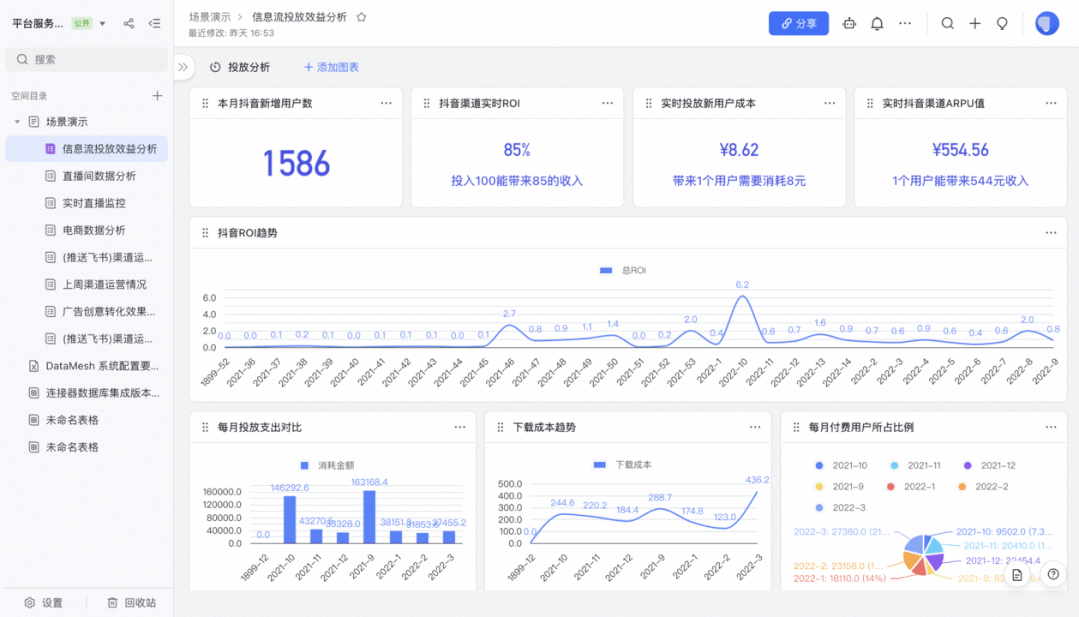 平台服务... 公开
场景演示 > 信息流投放效益分析
最近修改: 昨天 16:53
分享
搜索
空间目录
场景演示
信息流投放效益分析
直播间数据分析
实时直播监控
电商数据分析
(推送飞书)渠道运...
上周渠道运营情况
广告创意转化效果...
(推送飞书)渠道运...
DataMesh 系统配置要...
连接器数据库集成版本...
未命名表格
未命名表格
设置
回收站
投放分析
+ 添加图表
本月抖音新增用户数
1586
抖音渠道实时ROI
85%
投入100能带来85的收入
实时投放新用户成本
¥8.62
带来1个用户需要消耗8元
实时抖音渠道ARPU值
¥554.56
1个用户能带来544元收入
抖音ROI趋势
总ROI
6.0
4.0
2.0
0.0
0.0 0.0 0.1 0.2 0.1 0.0 0.1 0.1 0.1 0.0 0.1 2.7 0.8 0.9 1.1 1.4 0.0 0.2 2.0 0.4 6.2 0.6 0.7 1.6 0.9 0.7 0.6 0.9 0.6 0.4 0.6 2.0 0.8
1899-52 2021-36 2021-37 2021-38 2021-39 2021-40 2021-41 2021-42 2021-43 2021-44 2021-45 2021-46 2021-47 2021-48 2021-49 2021-50 2021-51 2021-52 2021-53 2022-1 2022-10 2022-11 2022-12 2022-13 2022-14 2022-2 2022-3 2022-4 2022-5 2022-6 2022-7 2022-8 2022-9
每月投放支出对比
消耗金额
160000.0
120000.0
80000.0
40000.0
0.0
0.0 146292.6 43270.5 33328.0 163168.4 38151.8 31853.6 37455.2
1899-12 2021-10 2021-11 2021-12 2021-9 2022-1 2022-2 2022-3
下载成本趋势
下载成本
500.0
400.0
300.0
200.0
100.0
0.0
0.0 244.6 220.2 184.4 288.7 174.8 123.0 436.2
1899-12 2021-10 2021-11 2021-12 2021-9 2022-1 2022-2 2022-3
每月付费用户所占比例
2021-10 2021-11 2021-12
2021-9 2022-1 2022-2
2022-3
2022-3: 27380.0 (21...
2021-10: 9502.0 (7.3...
2021-11: 20410.0 (1...
2022-2: 23156.0 (1...
2022-1: 18110.0 (14%)